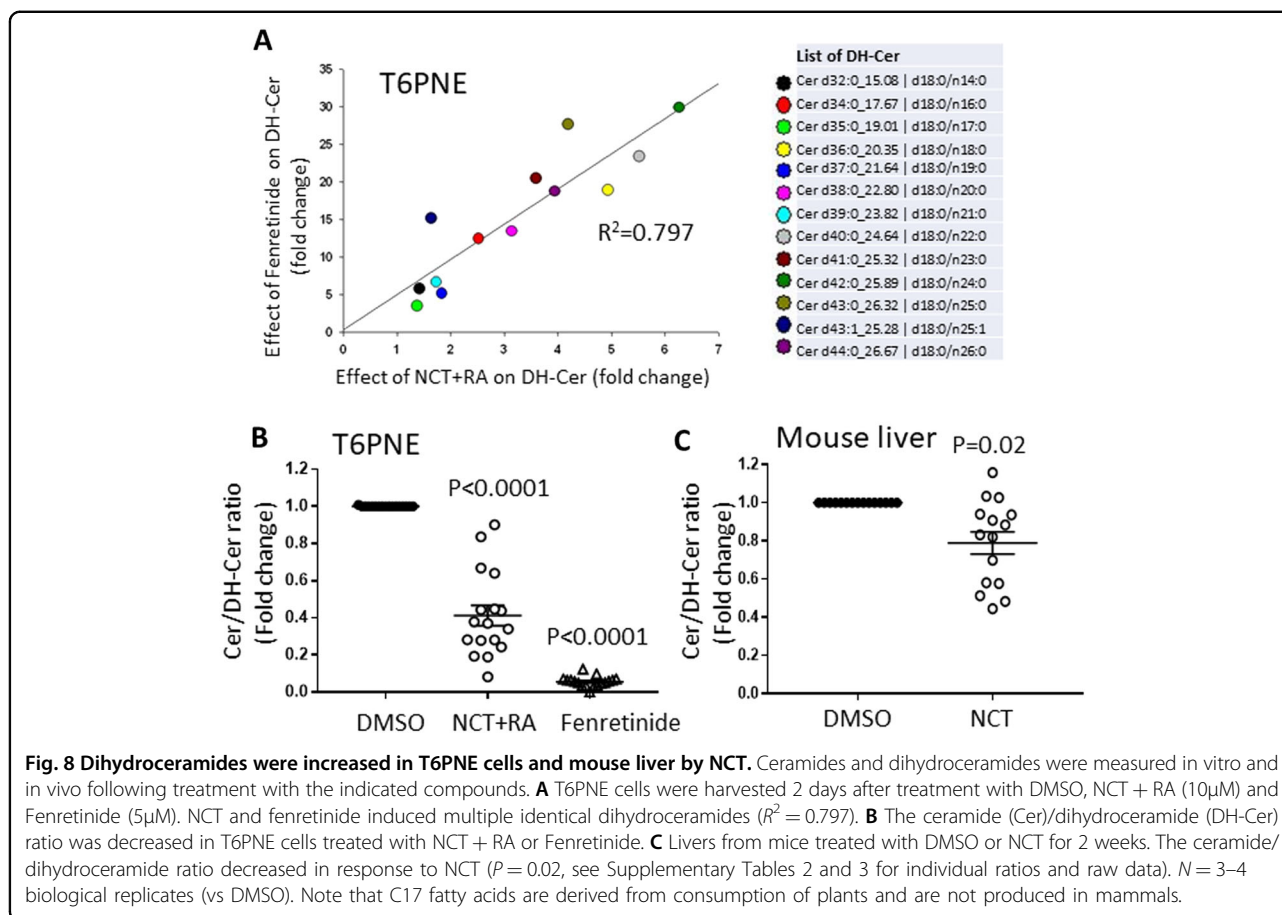 A
T6PNE
Effect of Fenretinide on DH-Cer
(fold change)
35
30
25
20
15
10
5
0
0 1 2 3 4 5 6 7
R²=0.797
Effect of NCT+RA on DH-Cer (fold change)
List of DH-Cer
Cer d32:0_15.08 | d18:0/n14:0
Cer d34:0_17.67 | d18:0/n16:0
Cer d35:0_19.01 | d18:0/n17:0
Cer d36:0_20.35 | d18:0/n18:0
Cer d37:0_21.64 | d18:0/n19:0
Cer d38:0_22.80 | d18:0/n20:0
Cer d39:0_23.82 | d18:0/n21:0
Cer d40:0_24.64 | d18:0/n22:0
Cer d41:0_25.32 | d18:0/n23:0
Cer d42:0_25.89 | d18:0/n24:0
Cer d43:0_26.32 | d18:0/n25:0
Cer d43:1_25.28 | d18:0/n25:1
Cer d44:0_26.67 | d18:0/n26:0
B
T6PNE
Cer/DH-Cer ratio
(Fold change)
1.2
1.0
0.8
0.6
0.4
0.2
0.0
P<0.0001
P<0.0001
DMSO NCT+RA Fenretinide
C
Mouse liver
P=0.02
Cer/DH-Cer ratio
(Fold change)
1.2
1.0
0.8
0.6
0.4
0.2
0.0
DMSO NCT
Fig. 8 Dihydroceramides were increased in T6PNE cells and mouse liver by NCT. Ceramides and dihydroceramides were measured in vitro and
in vivo following treatment with the indicated compounds. A T6PNE cells were harvested 2 days after treatment with DMSO, NCT + RA (10μM) and
Fenretinide (5μM). NCT and fenretinide induced multiple identical dihydroceramides (R² = 0.797). B The ceramide (Cer)/dihydroceramide (DH-Cer)
ratio was decreased in T6PNE cells treated with NCT + RA or Fenretinide. C Livers from mice treated with DMSO or NCT for 2 weeks. The ceramide/
dihydroceramide ratio decreased in response to NCT (P = 0.02, see Supplementary Tables 2 and 3 for individual ratios and raw data). N = 3–4
biological replicates (vs DMSO). Note that C17 fatty acids are derived from consumption of plants and are not produced in mammals.